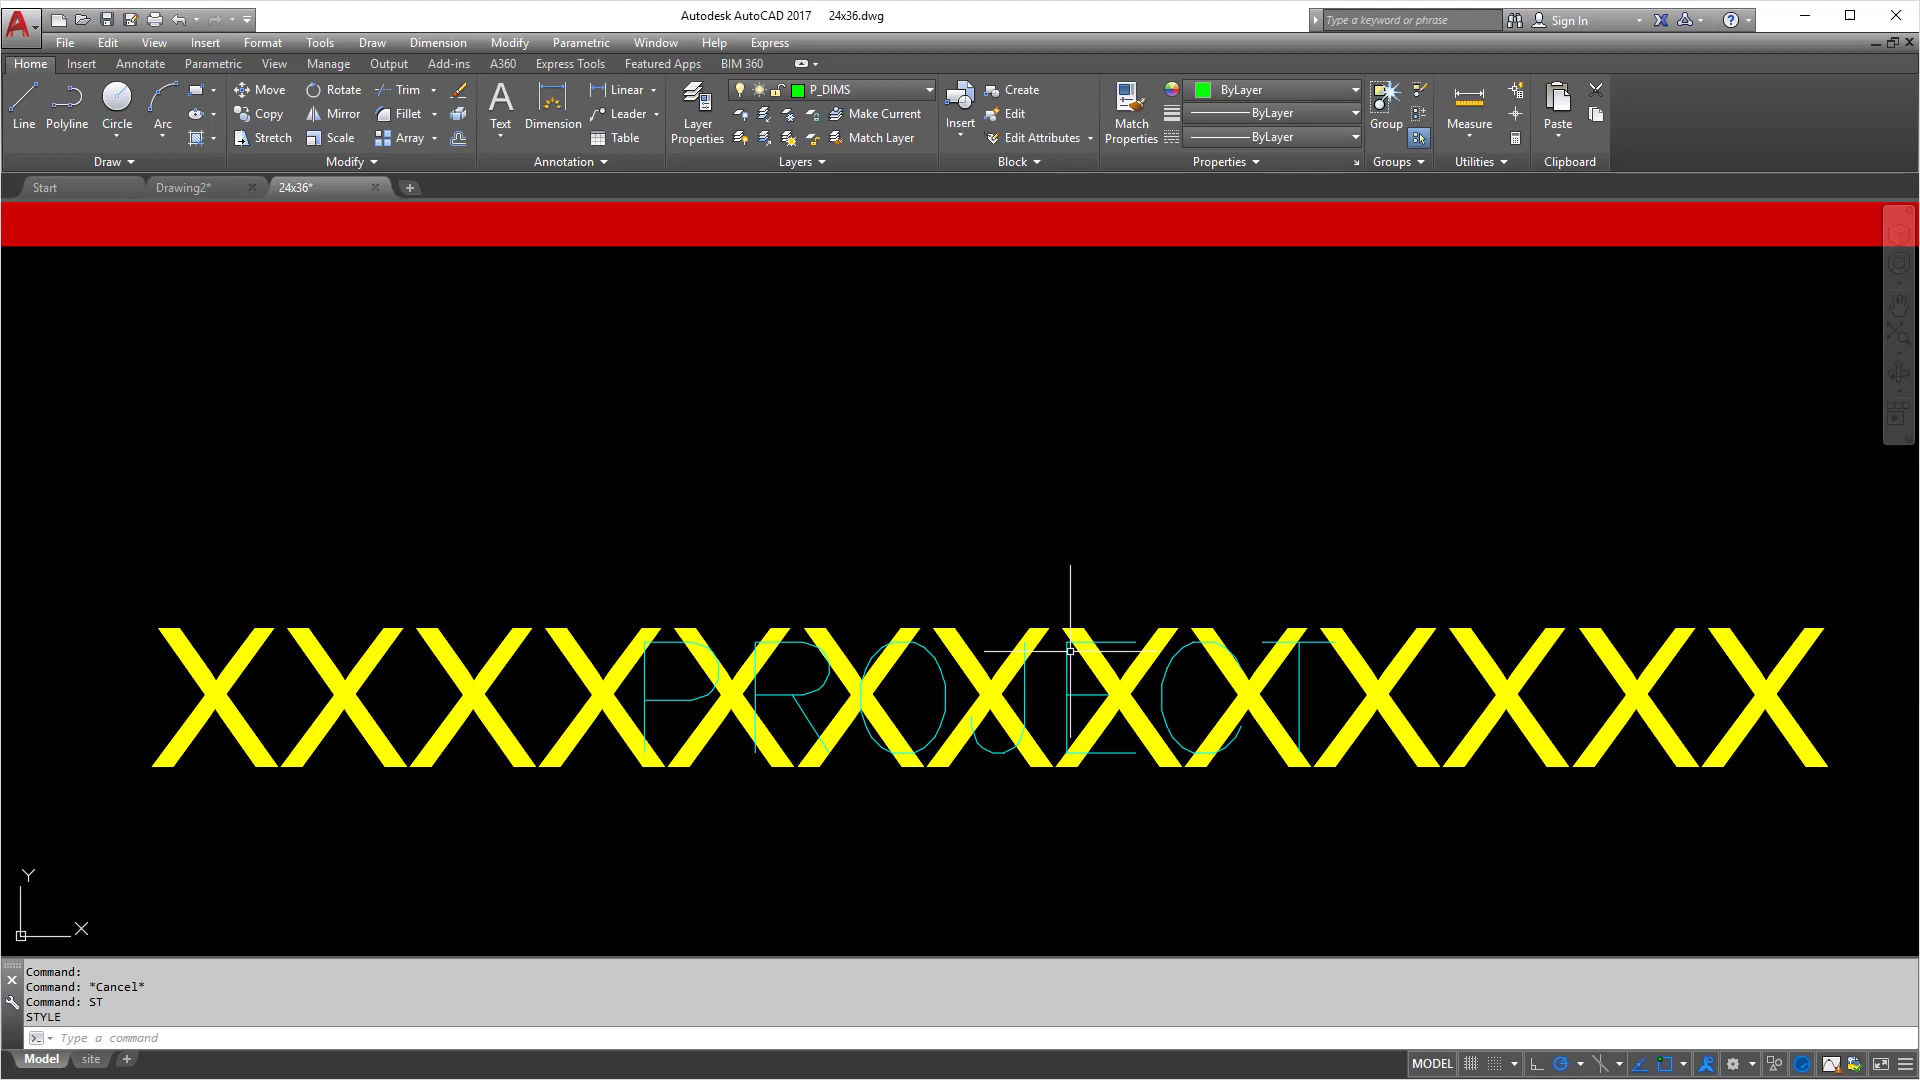 Autodesk AutoCAD 2017 24x36.dwg
Type a keyword or phrase
Sign In
File Edit View Insert Format Tools Draw Dimension Modify Parametric Window Help Express
Home Insert Annotate Parametric View Manage Output Add-ins A360 Express Tools Featured Apps BIM 360
Line Polyline Circle Arc
Move Rotate Trim
Copy Mirror Fillet
Stretch Scale Array
Text Dimension
Linear
Leader
Table
Layer Properties
P_DIMS
Make Current
Match Layer
Insert
Create
Edit
Edit Attributes
Match Properties
ByLayer
ByLayer
ByLayer
Group
Measure
Paste
Draw Modify Annotation Layers Block Properties Groups Utilities Clipboard
Start Drawing2* 24x36*
XXXXXXXXXXXXX
PROJECT
Y
X
Command:
Command: *Cancel*
Command: ST
STYLE
Type a command
Model site
MODEL